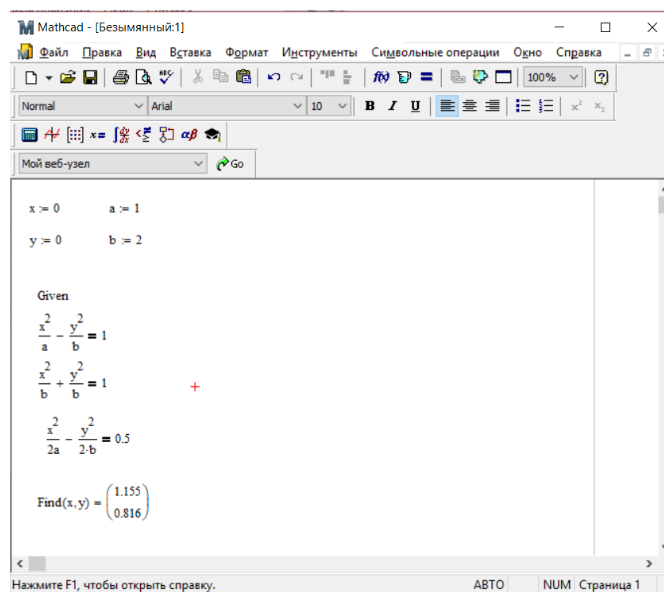 Mathcad - [Безымянный:1]
Файл Правка Вид Вставка Формат Инструменты Символьные операции Окно Справка
100%
Normal Arial 10 B I U x² x₂
Мой веб-узел Go
x := 0 a := 1
y := 0 b := 2
Given
x²/a - y²/b = 1
x²/b + y²/b = 1
x²/2a - y²/2·b = 0.5
Find(x,y) = (1.155 0.816)
Нажмите F1, чтобы открыть справку. АВТО NUM Страница 1